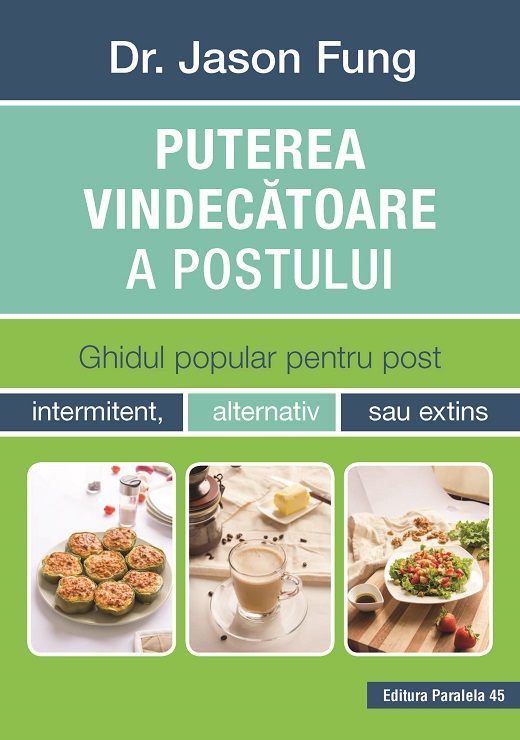 Dr. Jason Fung
PUTEREA
VINDECĂTOARE
A POSTULUI
Ghidul popular pentru post
intermitent, alternativ sau extins
Editura Paralela 45